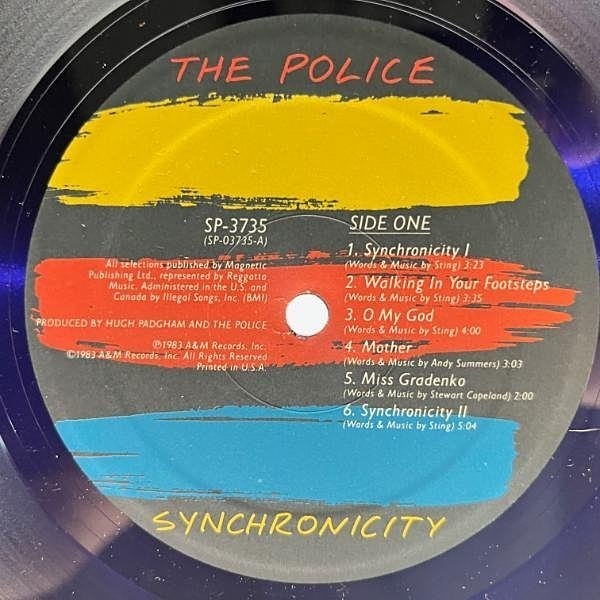 THE POLICE
SP-3735
(SP-03735-A)
All selections published by Magnetic
Publishing Ltd., represented by Reggatta
Music. Administered in the U.S. and
Canada by Illegal Songs, Inc. (BMI)
PRODUCED BY HUGH PADGHAM AND THE POLICE
℗1983 A&M Records, Inc.
©1983 A&M Records, Inc. All Rights Reserved
Printed in U.S.A.
SIDE ONE
1. Synchronicity I
(Words & Music by Sting) 3:23
2. Walking In Your Footsteps
(Words & Music by Sting) 3:35
3. O My God
(Words & Music by Sting) 4:00
4. Mother
(Words & Music by Andy Summers) 3:03
5. Miss Gradenko
(Words & Music by Stewart Copeland) 2:00
6. Synchronicity II
(Words & Music by Sting) 5:04
SYNCHRONICITY